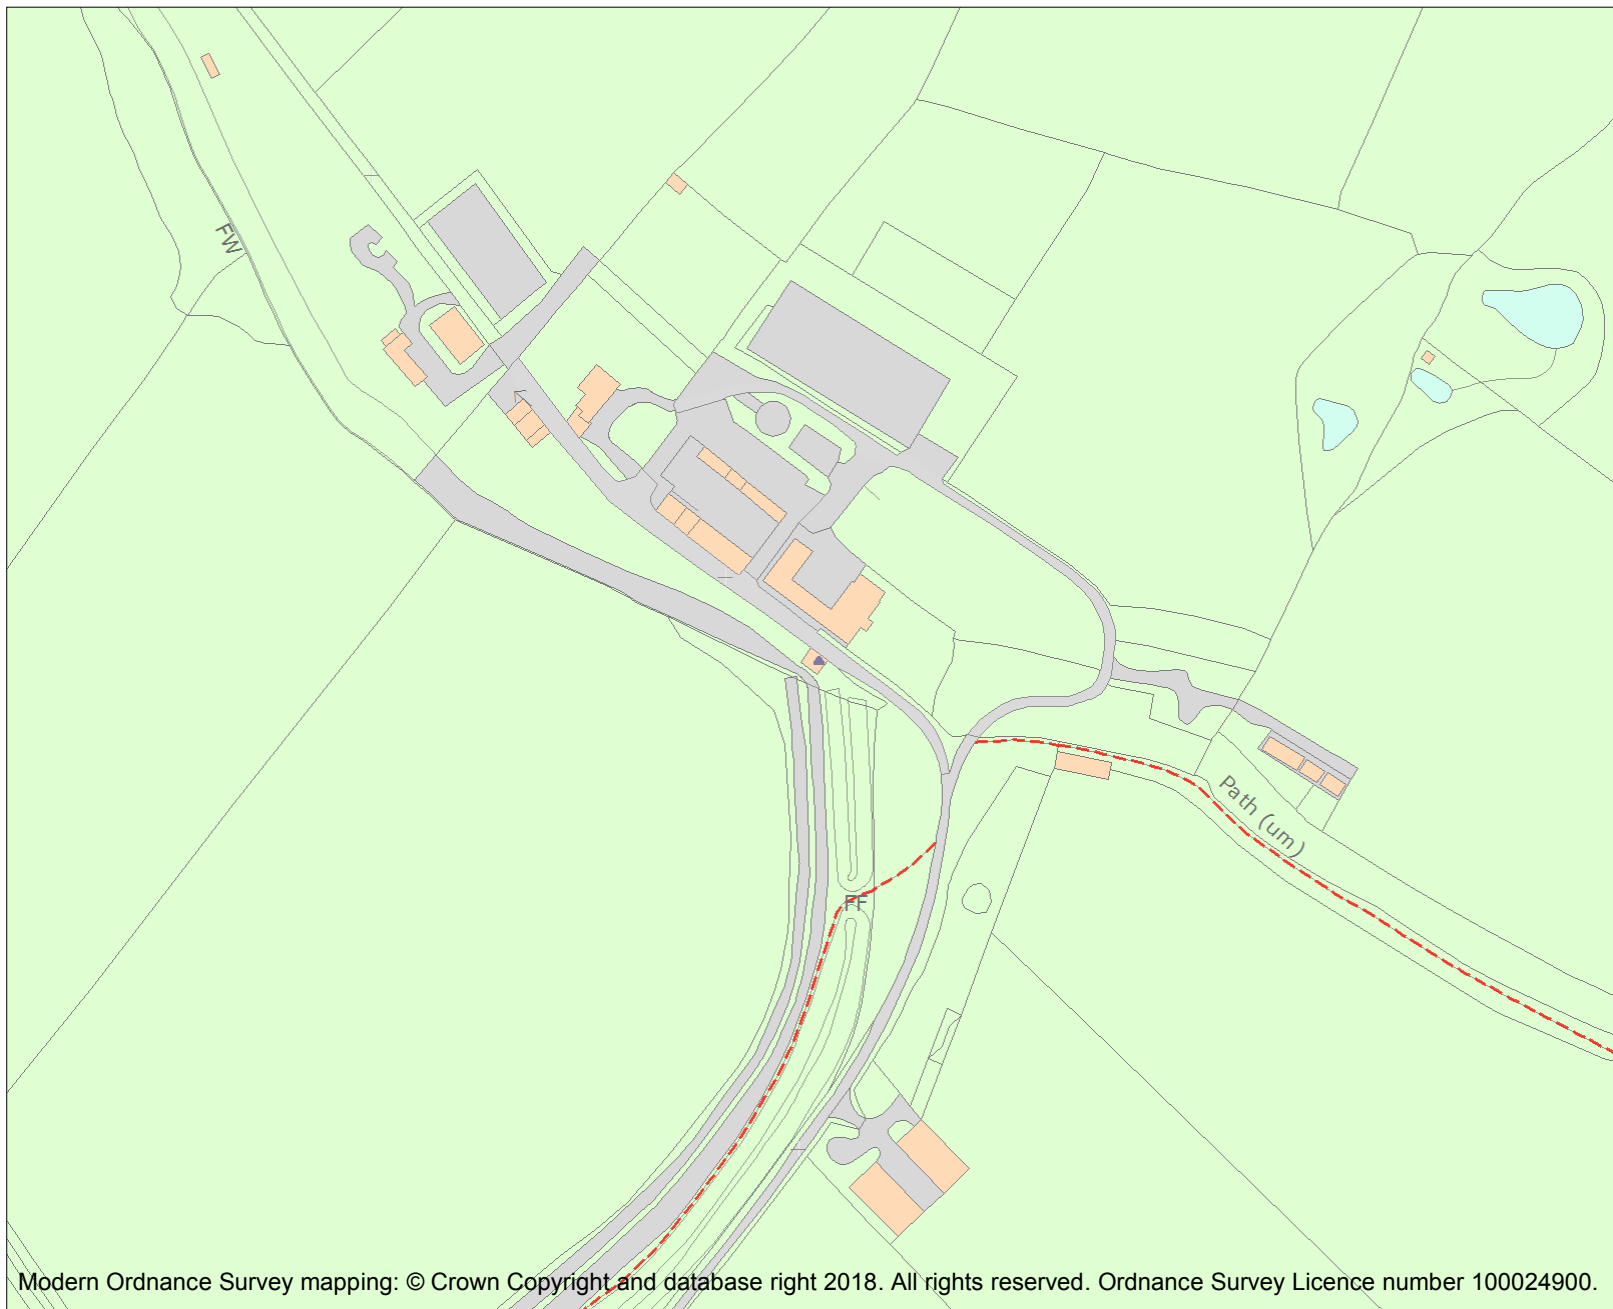 FW
Path (um)
FF
Modern Ordnance Survey mapping: © Crown Copyright and database right 2018. All rights reserved. Ordnance Survey Licence number 100024900.